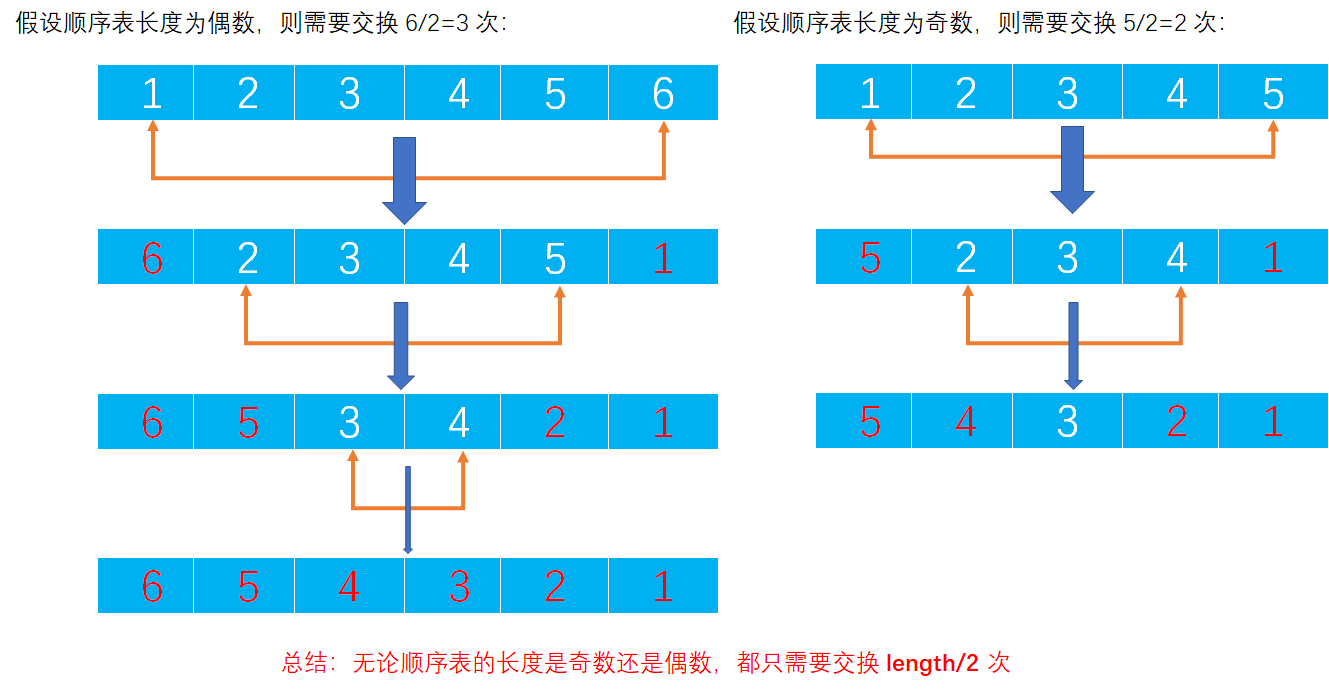 假设顺序表长度为偶数，则需要交换 6/2=3 次：
1 2 3 4 5 6
6 2 3 4 5 1
6 5 3 4 2 1
6 5 4 3 2 1
假设顺序表长度为奇数，则需要交换 5/2=2 次：
1 2 3 4 5
5 2 3 4 1
5 4 3 2 1
总结：无论顺序表的长度是奇数还是偶数，都只需要交换 length/2 次